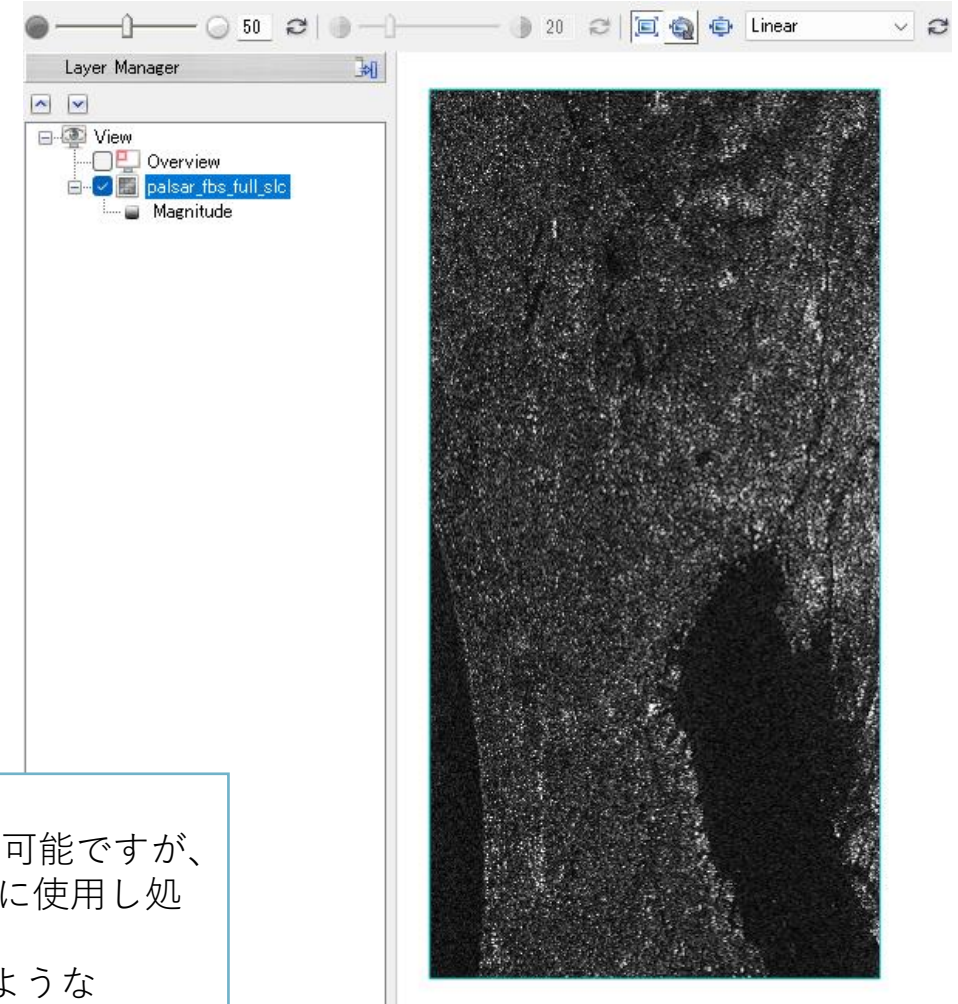 50
20
Linear
Layer Manager
View
Overview
palsar_fbs_full_slc
Magnitude
可能ですが、
に使用し処
ような